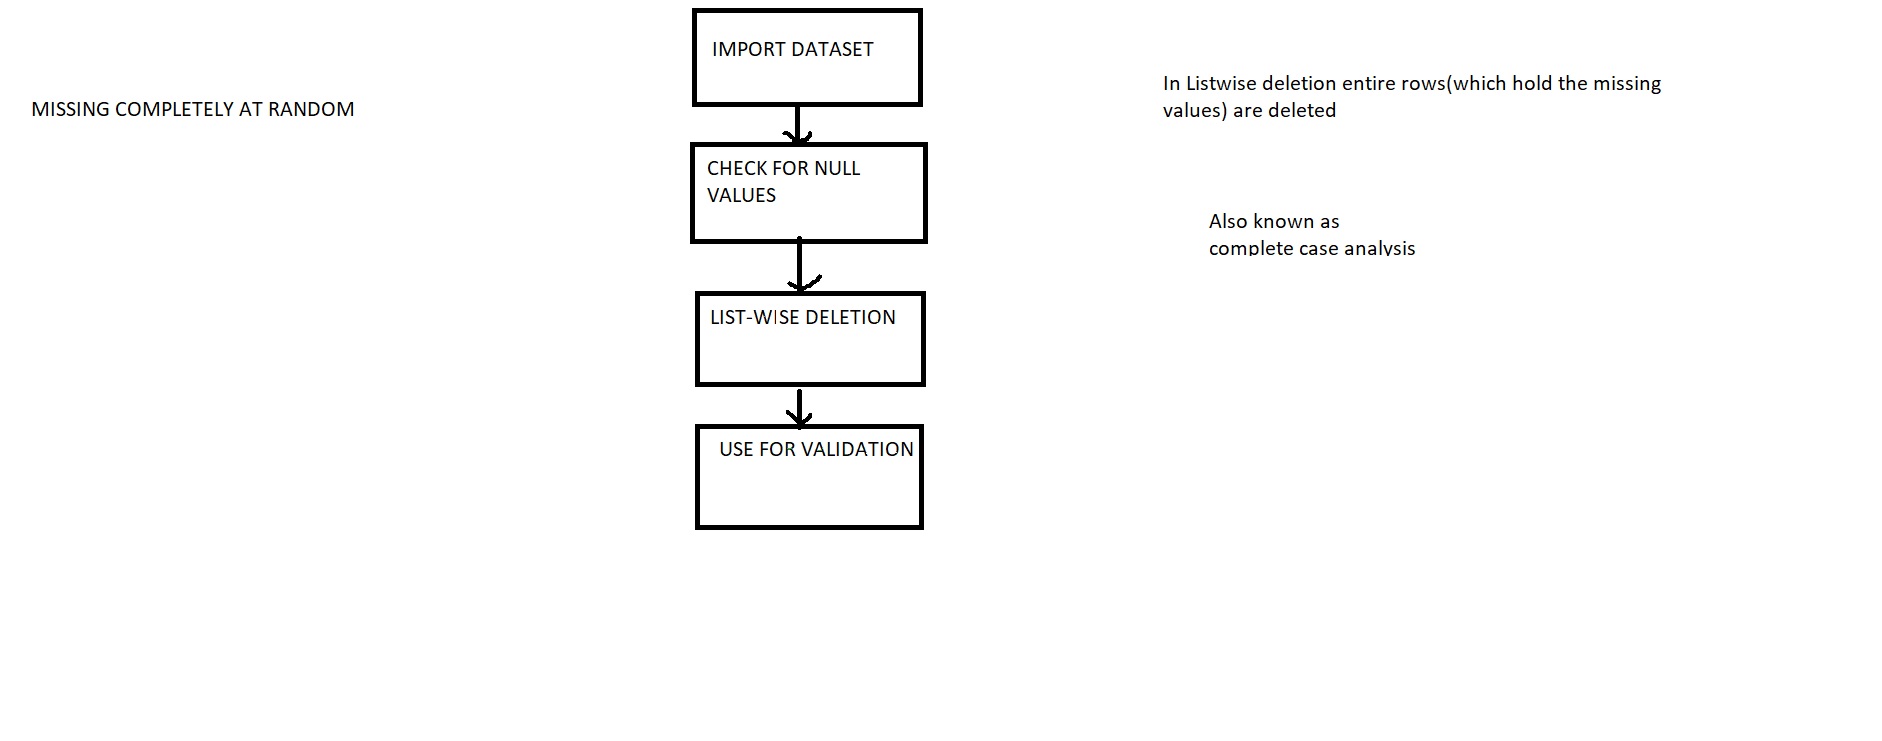 MISSING COMPLETELY AT RANDOM
IMPORT DATASET
CHECK FOR NULL
VALUES
LIST-WISE DELETION
USE FOR VALIDATION
In Listwise deletion entire rows(which hold the missing
values) are deleted
Also known as
complete case analysis